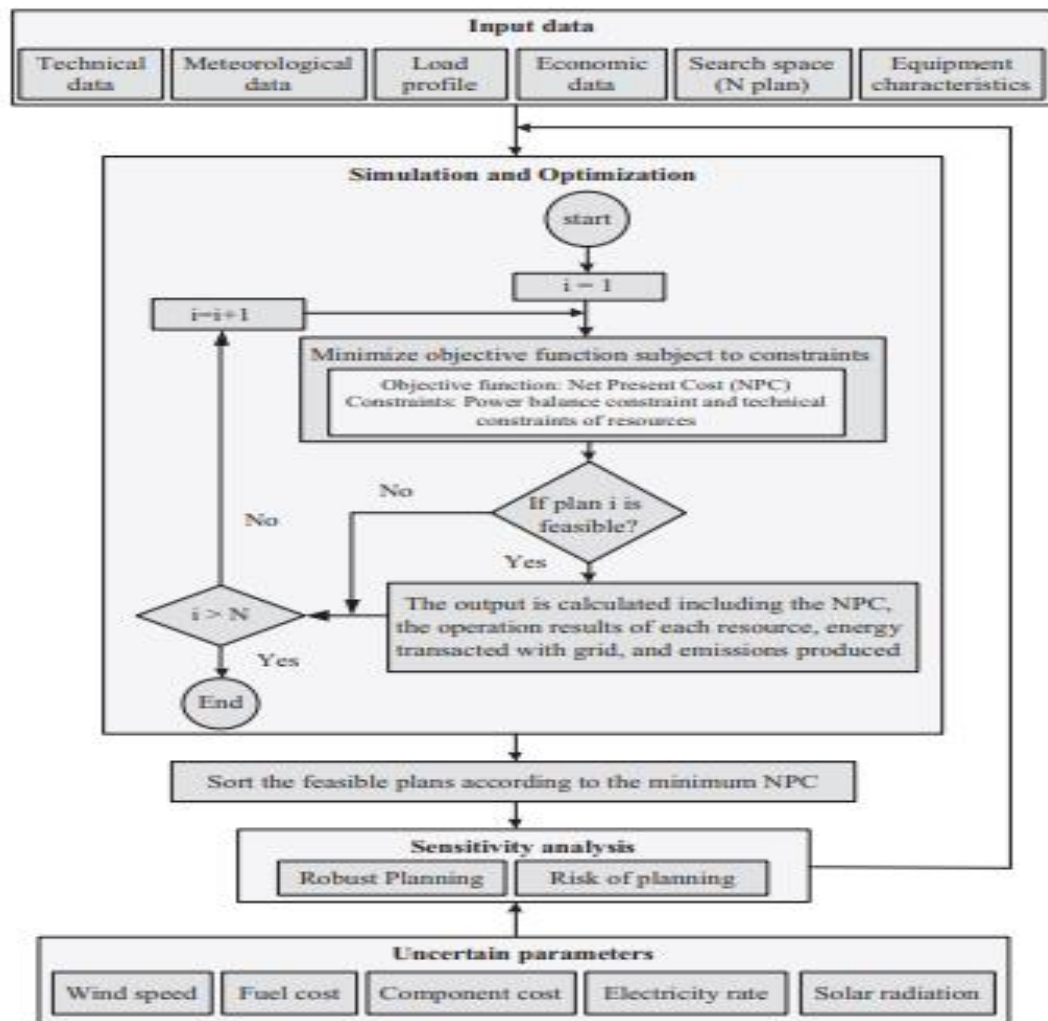 Input data
Technical
data
Meteorological
data
Load
profile
Economic
data
Search space
(N plan)
Equipment
characteristics
Simulation and Optimization
start
i = 1
i=i+1
Minimize objective function subject to constraints
Objective function: Net Present Cost (NPC)
Constraints: Power balance constraint and technical
constraints of resources
If plan i is
feasible?
No
Yes
The output is calculated including the NPC,
the operation results of each resource, energy
transacted with grid, and emissions produced
i > N
No
Yes
End
Sort the feasible plans according to the minimum NPC
Sensitivity analysis
Robust Planning
Risk of planning
Uncertain parameters
Wind speed
Fuel cost
Component cost
Electricity rate
Solar radiation